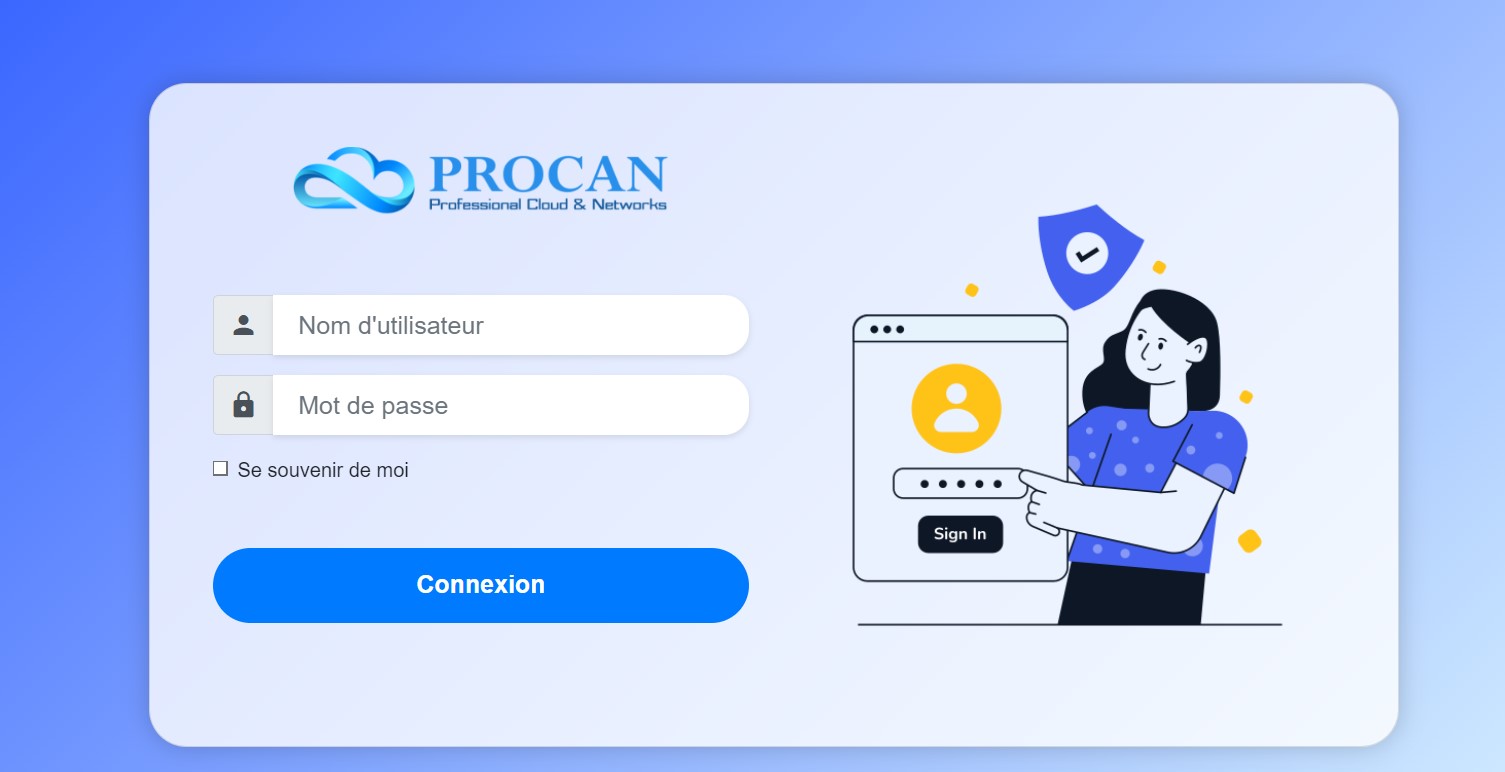 PROCAN
Professional Cloud & Networks
Nom d'utilisateur
Mot de passe
Se souvenir de moi
Connexion
Sign In